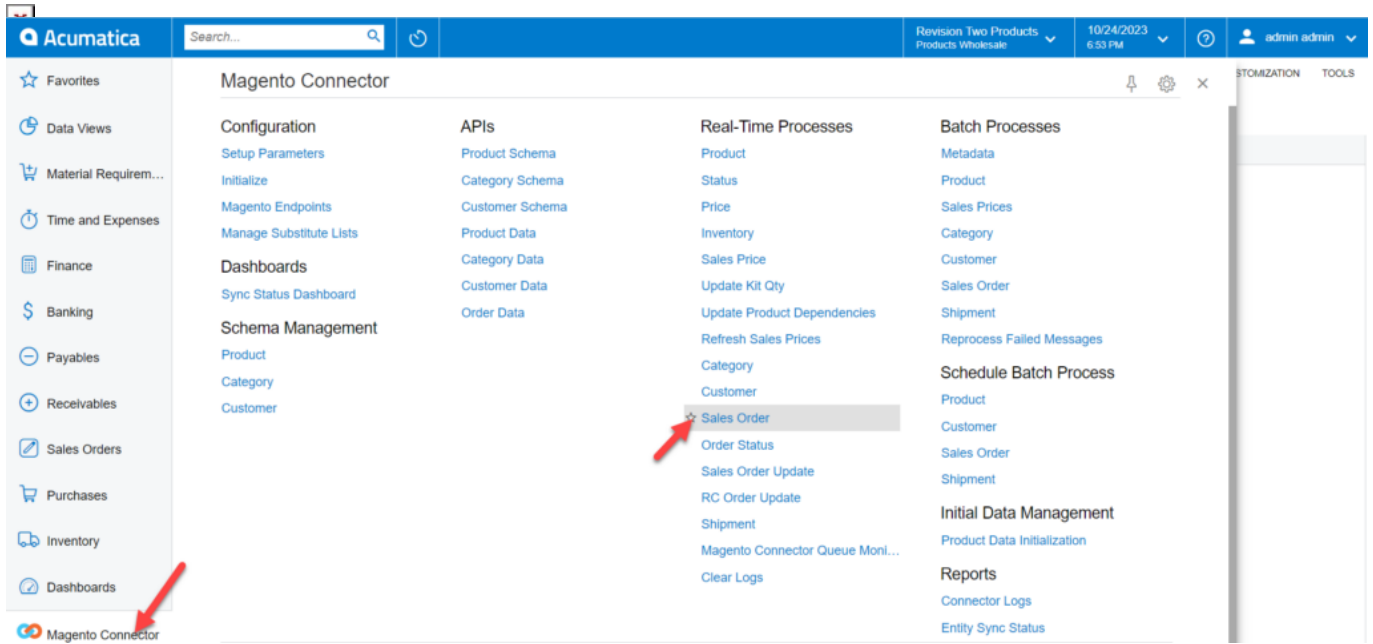 Acumatica
Search...
Revision Two Products
Products Wholesale
10/24/2023
6:53 PM
admin admin
Favorites
Data Views
Material Requirem...
Time and Expenses
Finance
Banking
Payables
Receivables
Sales Orders
Purchases
Inventory
Dashboards
Magento Connector
Magento Connector
STOMIZATION TOOLS
Configuration
Setup Parameters
Initialize
Magento Endpoints
Manage Substitute Lists
Dashboards
Sync Status Dashboard
Schema Management
Product
Category
Customer
APIs
Product Schema
Category Schema
Customer Schema
Product Data
Category Data
Customer Data
Order Data
Real-Time Processes
Product
Status
Price
Inventory
Sales Price
Update Kit Qty
Update Product Dependencies
Refresh Sales Prices
Category
Customer
Sales Order
Order Status
Sales Order Update
RC Order Update
Shipment
Magento Connector Queue Moni...
Clear Logs
Batch Processes
Metadata
Product
Sales Prices
Category
Customer
Sales Order
Shipment
Reprocess Failed Messages
Schedule Batch Process
Product
Customer
Sales Order
Shipment
Initial Data Management
Product Data Initialization
Reports
Connector Logs
Entity Sync Status